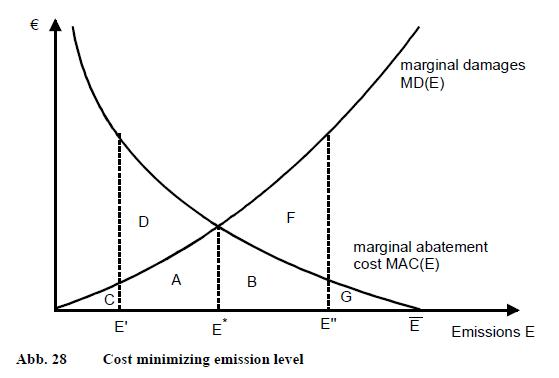 €
marginal damages
MD(E)
D
F
marginal abatement
cost MAC(E)
A
B
C
G
E'
E*
E"
E̅
Emissions E
Abb. 28 Cost minimizing emission level